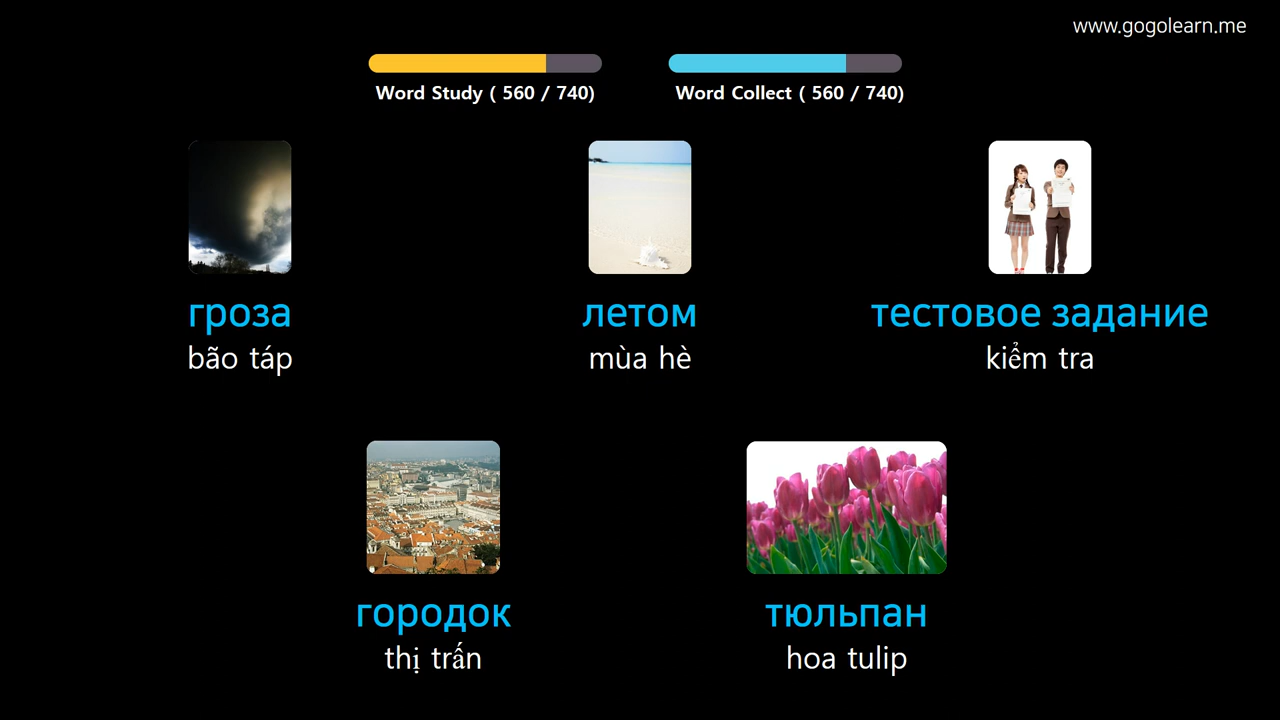 www.gogolearn.me
Word Study ( 560 / 740)
Word Collect ( 560 / 740)
гроза
bão táp
летом
mùa hè
тестовое задание
kiểm tra
городок
thị trấn
тюльпан
hoa tulip